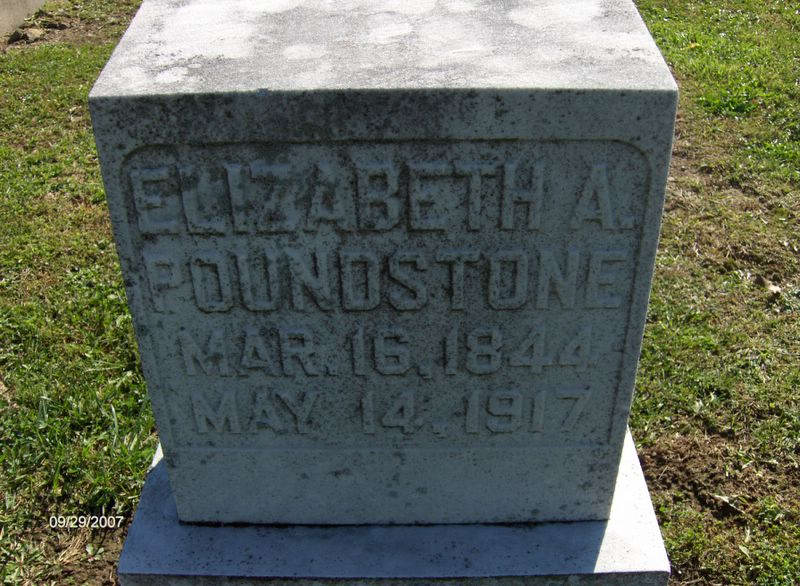 ELIZABETH A.
POUNDSTONE
MAR. 16, 1844
MAY 14, 1917
09/29/2007